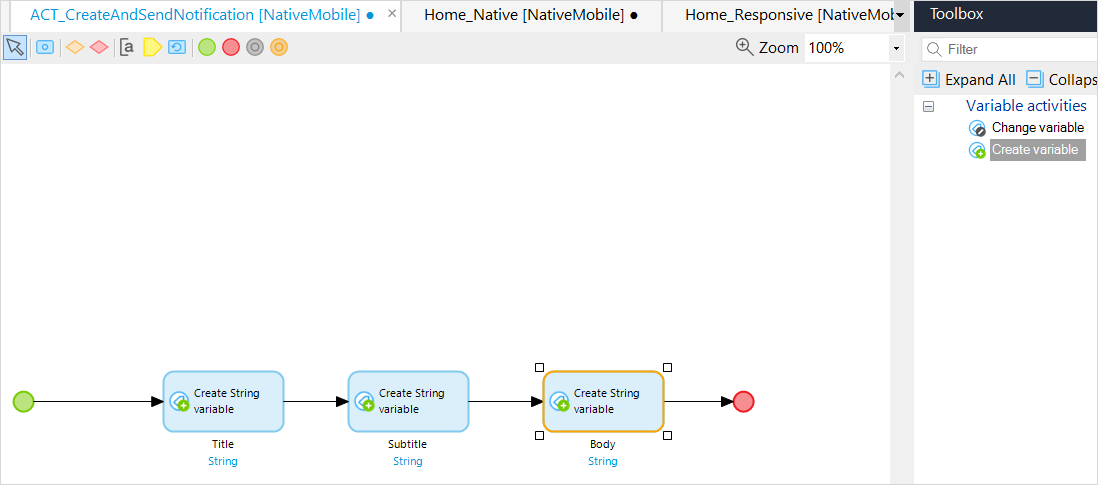 ACT_CreateAndSendNotification [NativeMobile]
Home_Native [NativeMobile]
Home_Responsive [NativeMob
Toolbox
Zoom 100%
Filter
Expand All Collaps
Variable activities
Change variable
Create variable
Create String
variable
Title
String
Create String
variable
Subtitle
String
Create String
variable
Body
String